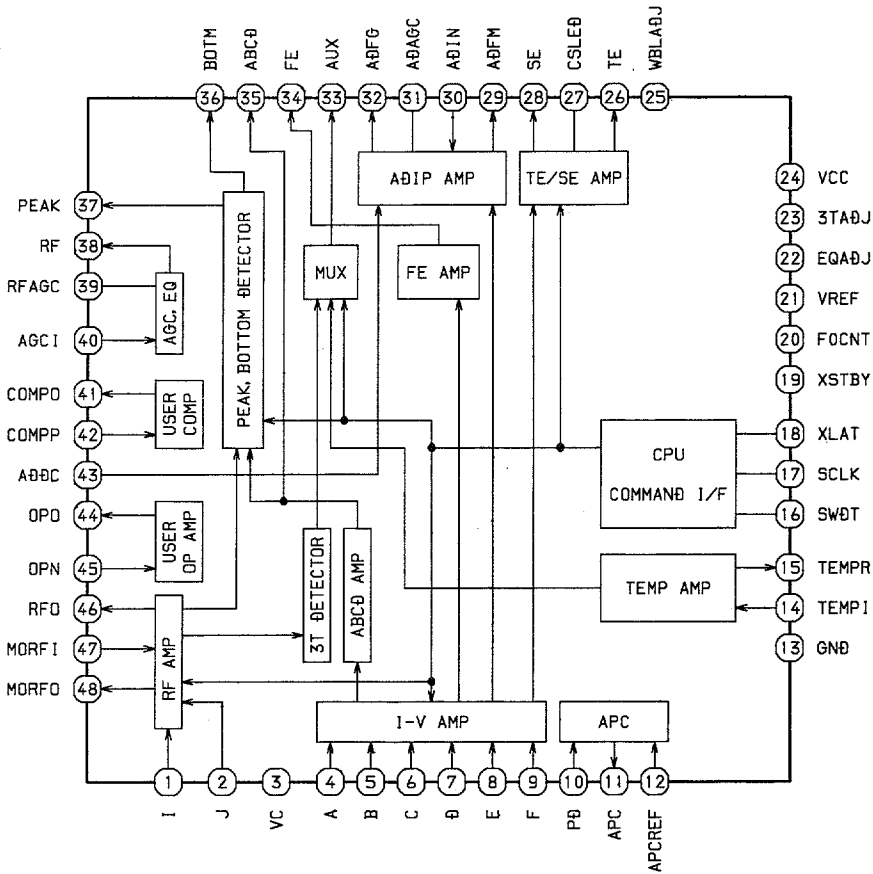 BOTM
ABCD
FE
AUX
ADFG
ADAGC
ADIN
ADFM
SE
CSLED
TE
WBLADJ
36
35
34
33
32
31
30
29
28
27
26
25
PEAK 37
RF 38
RFAGC 39
AGCI 40
COMPO 41
COMPP 42
ADDC 43
OPO 44
OPN 45
RFO 46
MORFI 47
MORFO 48
ADIP AMP
TE/SE AMP
PEAK, BOTTOM DETECTOR
MUX
FE AMP
AGC, EQ
USER
COMP
USER
OP AMP
CPU
COMMAND I/F
TEMP AMP
3T DETECTOR
ABCD AMP
RF AMP
I-V AMP
APC
24 VCC
23 3TADJ
22 EQADJ
21 VREF
20 FOCNT
19 XSTBY
18 XLAT
17 SCLK
16 SWDT
15 TEMPR
14 TEMPI
13 GND
1
2
3
4
5
6
7
8
9
10
11
12
I
J
VC
A
B
C
D
E
F
PD
APC
APCREF